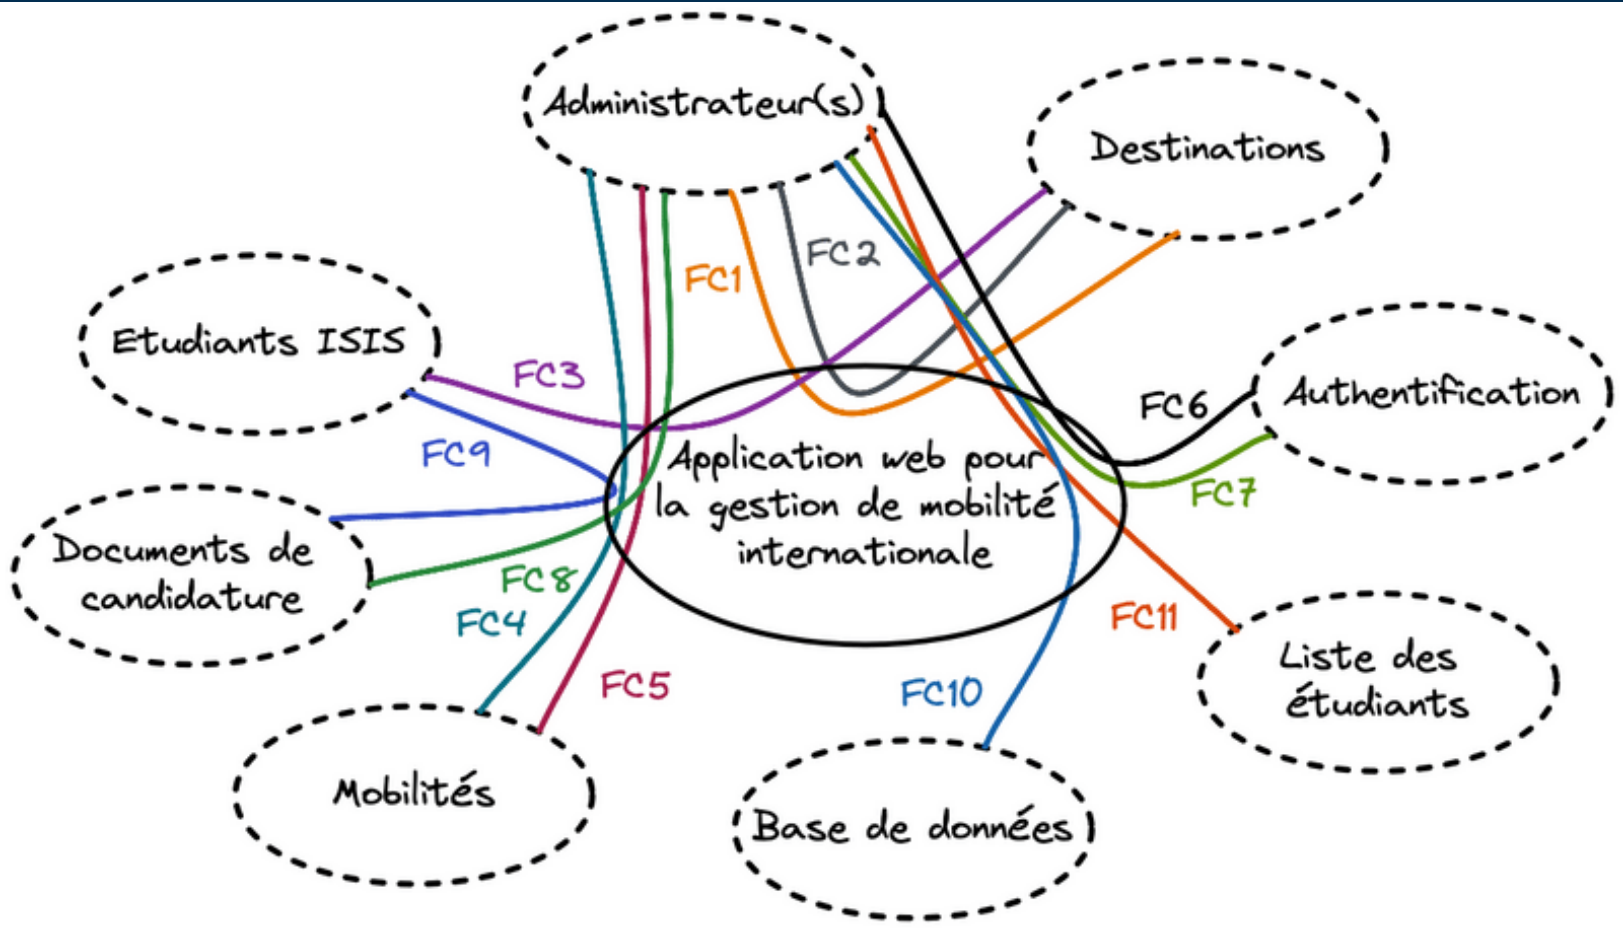 Administrateur(s)
Destinations
FC1
FC2
Etudiants ISIS
FC3
FC6
Authentification
FC9
FC7
Application web pour
la gestion de mobilité
internationale
Documents de
candidature
FC8
FC4
FC11
FC5
FC10
Liste des
étudiants
Mobilités
Base de données